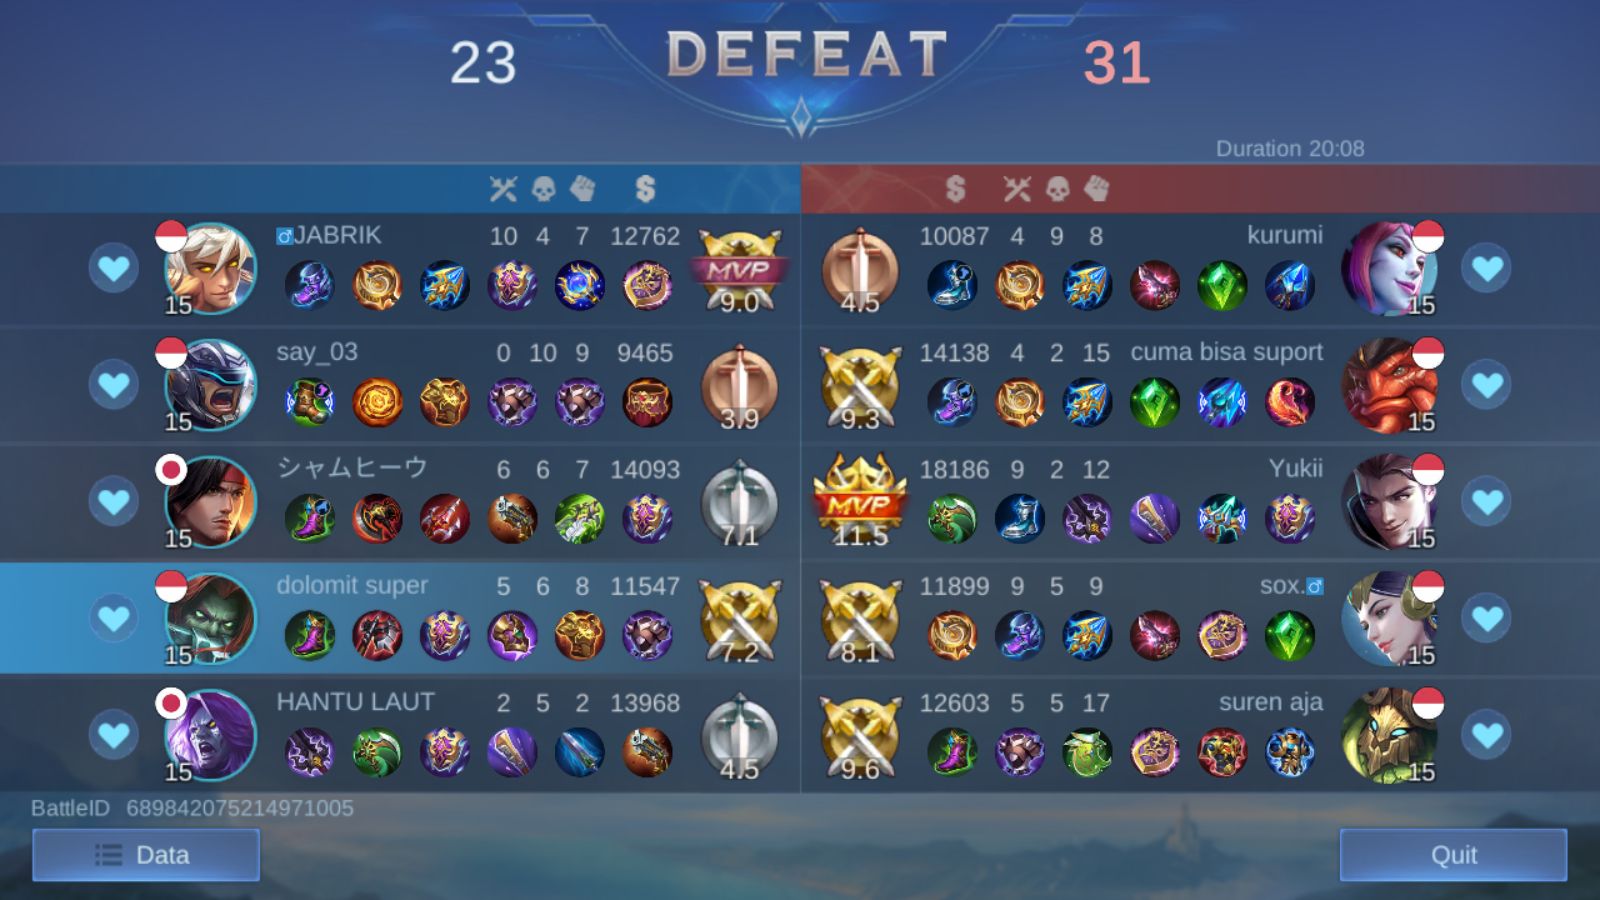 23 DEFEAT 31
Duration 20:08
JABRIK 10 4 7 12762 MVP 9.0
15
4.5 10087 4 9 8 kurumi
15
say_03 0 10 9 9465 3.9
15
9.3 14138 4 2 15 cuma bisa suport
15
シャムヒーウ 6 6 7 14093 7.1
15
MVP 11.5 18186 9 2 12 Yukii
15
dolomit super 5 6 8 11547 7.2
15
8.1 11899 9 5 9 sox.
15
HANTU LAUT 2 5 2 13968 4.5
15
9.6 12603 5 5 17 suren aja
15
BattleID 689842075214971005
Data
Quit